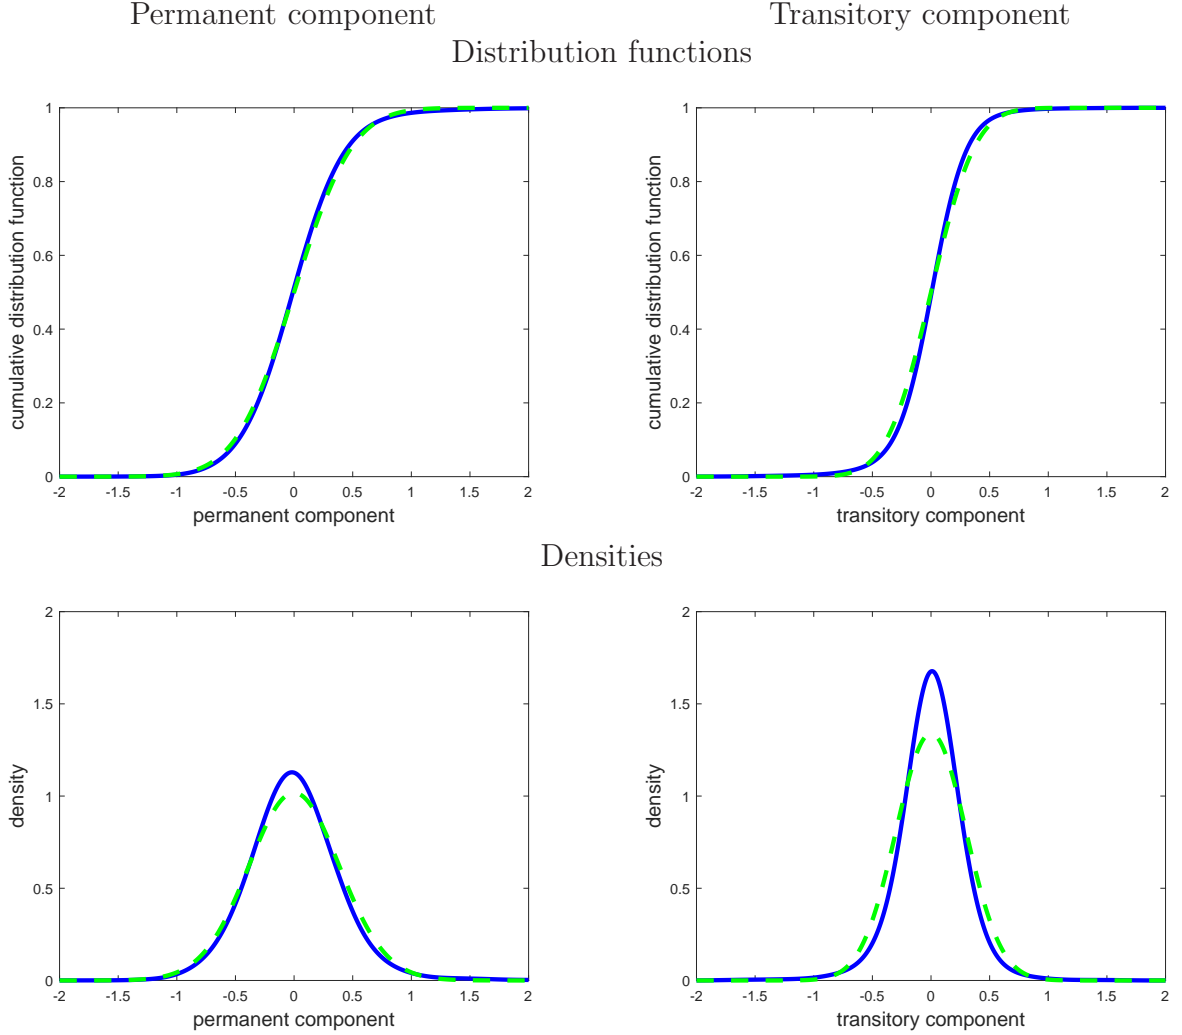 Permanent component
Transitory component
Distribution functions
cumulative distribution function
1
0.8
0.6
0.4
0.2
0
-2 -1.5 -1 -0.5 0 0.5 1 1.5 2
permanent component
cumulative distribution function
1
0.8
0.6
0.4
0.2
0
-2 -1.5 -1 -0.5 0 0.5 1 1.5 2
transitory component
Densities
density
2
1.5
1
0.5
0
-2 -1.5 -1 -0.5 0 0.5 1 1.5 2
permanent component
density
2
1.5
1
0.5
0
-2 -1.5 -1 -0.5 0 0.5 1 1.5 2
transitory component